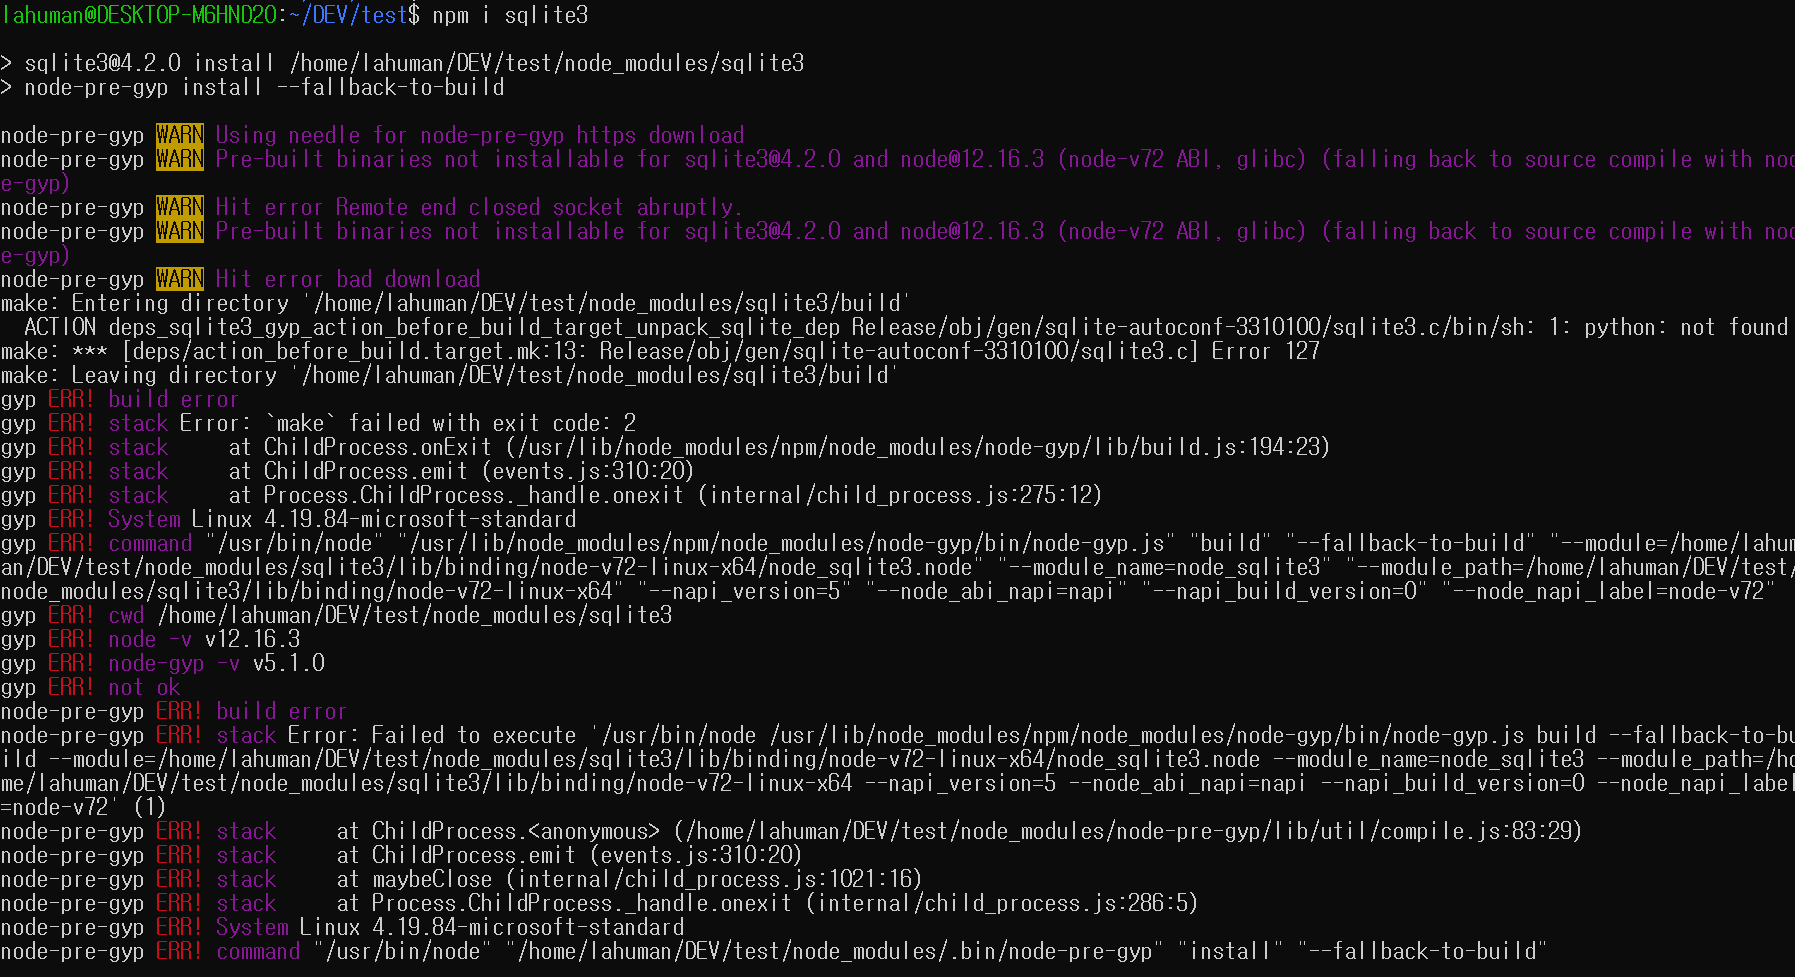 lahuman@DESKTOP-M6HND2O:~/DEV/test$ npm i sqlite3
> sqlite3@4.2.0 install /home/lahuman/DEV/test/node_modules/sqlite3
> node-pre-gyp install --fallback-to-build
node-pre-gyp WARN Using needle for node-pre-gyp https download
node-pre-gyp WARN Pre-built binaries not installable for sqlite3@4.2.0 and node@12.16.3 (node-v72 ABI, glibc) (falling back to source compile with nod
e-gyp)
node-pre-gyp WARN Hit error Remote end closed socket abruptly.
node-pre-gyp WARN Pre-built binaries not installable for sqlite3@4.2.0 and node@12.16.3 (node-v72 ABI, glibc) (falling back to source compile with nod
e-gyp)
node-pre-gyp WARN Hit error bad download
make: Entering directory '/home/lahuman/DEV/test/node_modules/sqlite3/build'
  ACTION deps_sqlite3_gyp_action_before_build_target_unpack_sqlite_dep Release/obj/gen/sqlite-autoconf-3310100/sqlite3.c/bin/sh: 1: python: not found
make: *** [deps/action_before_build.target.mk:13: Release/obj/gen/sqlite-autoconf-3310100/sqlite3.c] Error 127
make: Leaving directory '/home/lahuman/DEV/test/node_modules/sqlite3/build'
gyp ERR! build error
gyp ERR! stack Error: `make` failed with exit code: 2
gyp ERR! stack     at ChildProcess.onExit (/usr/lib/node_modules/npm/node_modules/node-gyp/lib/build.js:194:23)
gyp ERR! stack     at ChildProcess.emit (events.js:310:20)
gyp ERR! stack     at Process.ChildProcess._handle.onexit (internal/child_process.js:275:12)
gyp ERR! System Linux 4.19.84-microsoft-standard
gyp ERR! command "/usr/bin/node" "/usr/lib/node_modules/npm/node_modules/node-gyp/bin/node-gyp.js" "build" "--fallback-to-build" "--module=/home/lahum
an/DEV/test/node_modules/sqlite3/lib/binding/node-v72-linux-x64/node_sqlite3.node" "--module_name=node_sqlite3" "--module_path=/home/lahuman/DEV/test/
node_modules/sqlite3/lib/binding/node-v72-linux-x64" "--napi_version=5" "--node_abi_napi=napi" "--napi_build_version=0" "--node_napi_label=node-v72"
gyp ERR! cwd /home/lahuman/DEV/test/node_modules/sqlite3
gyp ERR! node -v v12.16.3
gyp ERR! node-gyp -v v5.1.0
gyp ERR! not ok
node-pre-gyp ERR! build error
node-pre-gyp ERR! stack Error: Failed to execute '/usr/bin/node /usr/lib/node_modules/npm/node_modules/node-gyp/bin/node-gyp.js build --fallback-to-bu
ild --module=/home/lahuman/DEV/test/node_modules/sqlite3/lib/binding/node-v72-linux-x64/node_sqlite3.node --module_name=node_sqlite3 --module_path=/ho
me/lahuman/DEV/test/node_modules/sqlite3/lib/binding/node-v72-linux-x64 --napi_version=5 --node_abi_napi=napi --napi_build_version=0 --node_napi_label
=node-v72' (1)
node-pre-gyp ERR! stack     at ChildProcess.<anonymous> (/home/lahuman/DEV/test/node_modules/node-pre-gyp/lib/util/compile.js:83:29)
node-pre-gyp ERR! stack     at ChildProcess.emit (events.js:310:20)
node-pre-gyp ERR! stack     at maybeClose (internal/child_process.js:1021:16)
node-pre-gyp ERR! stack     at Process.ChildProcess._handle.onexit (internal/child_process.js:286:5)
node-pre-gyp ERR! System Linux 4.19.84-microsoft-standard
node-pre-gyp ERR! command "/usr/bin/node" "/home/lahuman/DEV/test/node_modules/.bin/node-pre-gyp" "install" "--fallback-to-build"